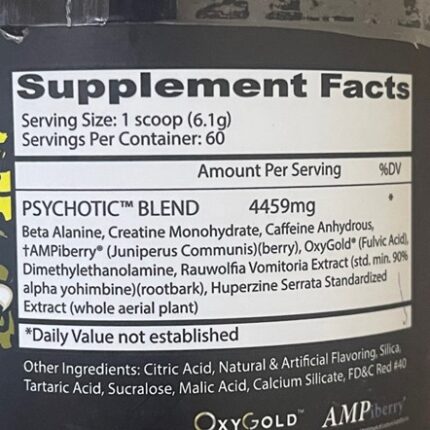 Supplement Facts
Serving Size: 1 scoop (6.1g)
Servings Per Container: 60
Amount Per Serving %DV
PSYCHOTIC™ BLEND 4459mg *
Beta Alanine, Creatine Monohydrate, Caffeine Anhydrous,
†AMPiberry® (Juniperus Communis)(berry), OxyGold® (Fulvic Acid),
Dimethylethanolamine, Rauwolfia Vomitoria Extract (std. min. 90%
alpha yohimbine)(rootbark), Huperzine Serrata Standardized
Extract (whole aerial plant)
*Daily Value not established
Other Ingredients: Citric Acid, Natural & Artificial Flavoring, Silica,
Tartaric Acid, Sucralose, Malic Acid, Calcium Silicate, FD&C Red #40
OXYGOLD™ AMPiberry